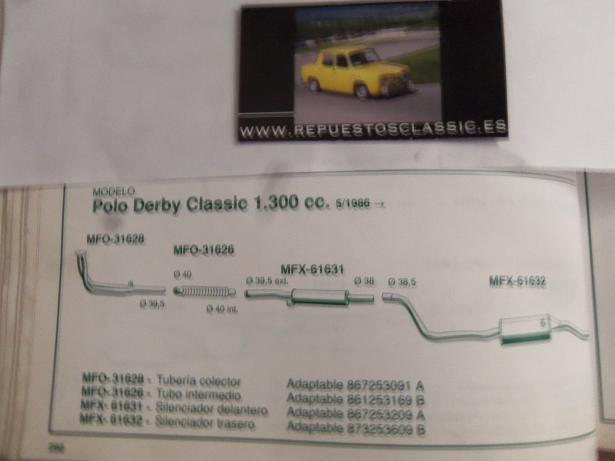 WWW.REPUESTOSCLASSIC.ES
MODELO
Polo Derby Classic 1.300 cc. 5/1986 →
MFO-31628
MFO-31626
MFX-61631
MFX-61632
Ø 39,5
Ø 40
Ø 40 int.
Ø 39,5 ext.
Ø 38
Ø 38,5
MFO-31628 - Tubería colector Adaptable 867253091 A
MFO-31626 - Tubo intermedio Adaptable 861253169 B
MFX- 61631 - Silenciador delantero Adaptable 867253209 A
MFX- 61632 - Silenciador trasero Adaptable 873253609 B